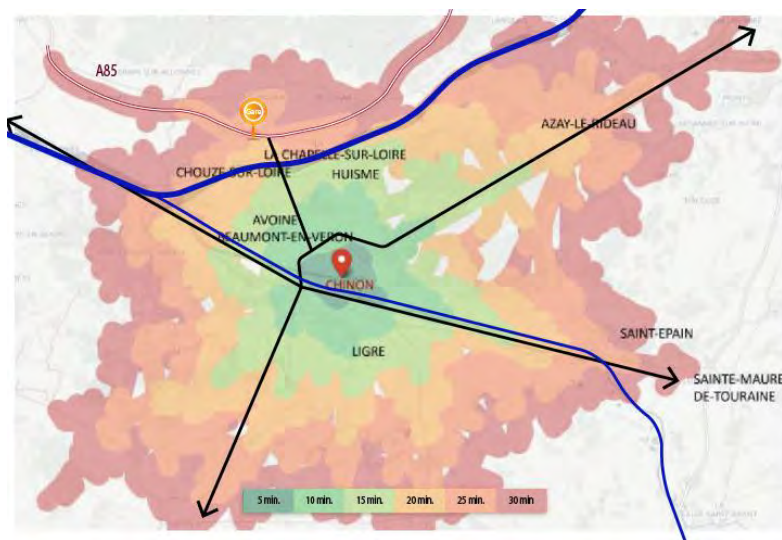 A85
Gare
AZAY-LE-RIDEAU
LA CHAPELLE-SUR-LOIRE
CHOUZE-SUR-LOIRE
HUISME
AVOINE
BEAUMONT-EN-VERON
CHINON
SAINT-EPAIN
LIGRE
SAINTE-MAURE
DE-TOURAINE
5 min.
10 min.
15 min.
20 min.
25 min.
30 min